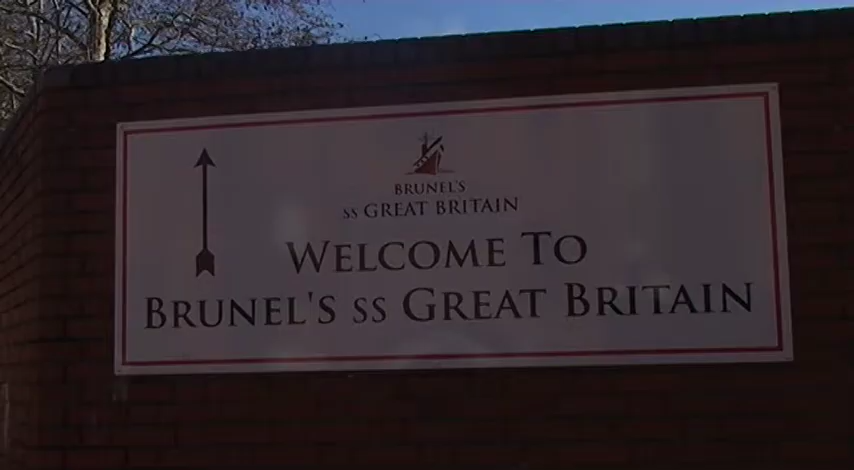 BRUNEL'S
SS GREAT BRITAIN
WELCOME TO
BRUNEL'S SS GREAT BRITAIN